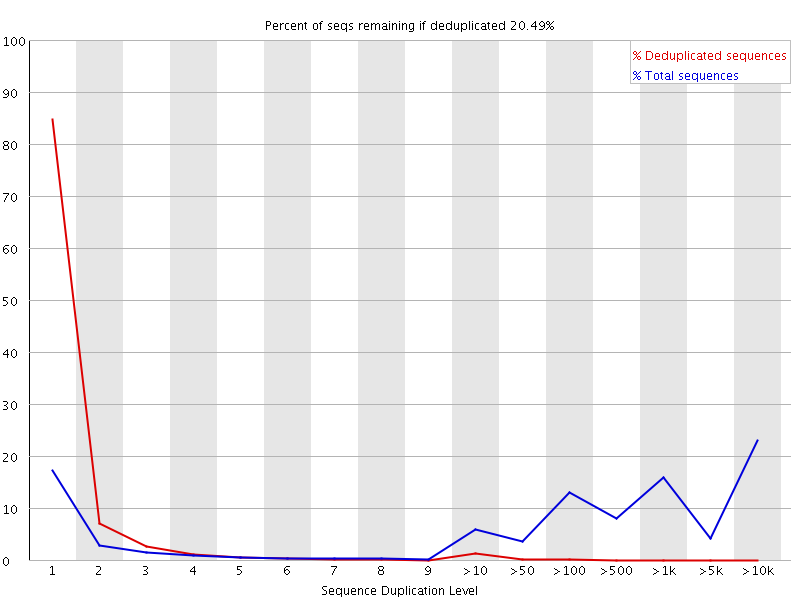 Percent of seqs remaining if deduplicated 20.49%
% Deduplicated sequences
% Total sequences
100
90
80
70
60
50
40
30
20
10
0
1 2 3 4 5 6 7 8 9 >10 >50 >100 >500 >1k >5k >10k
Sequence Duplication Level